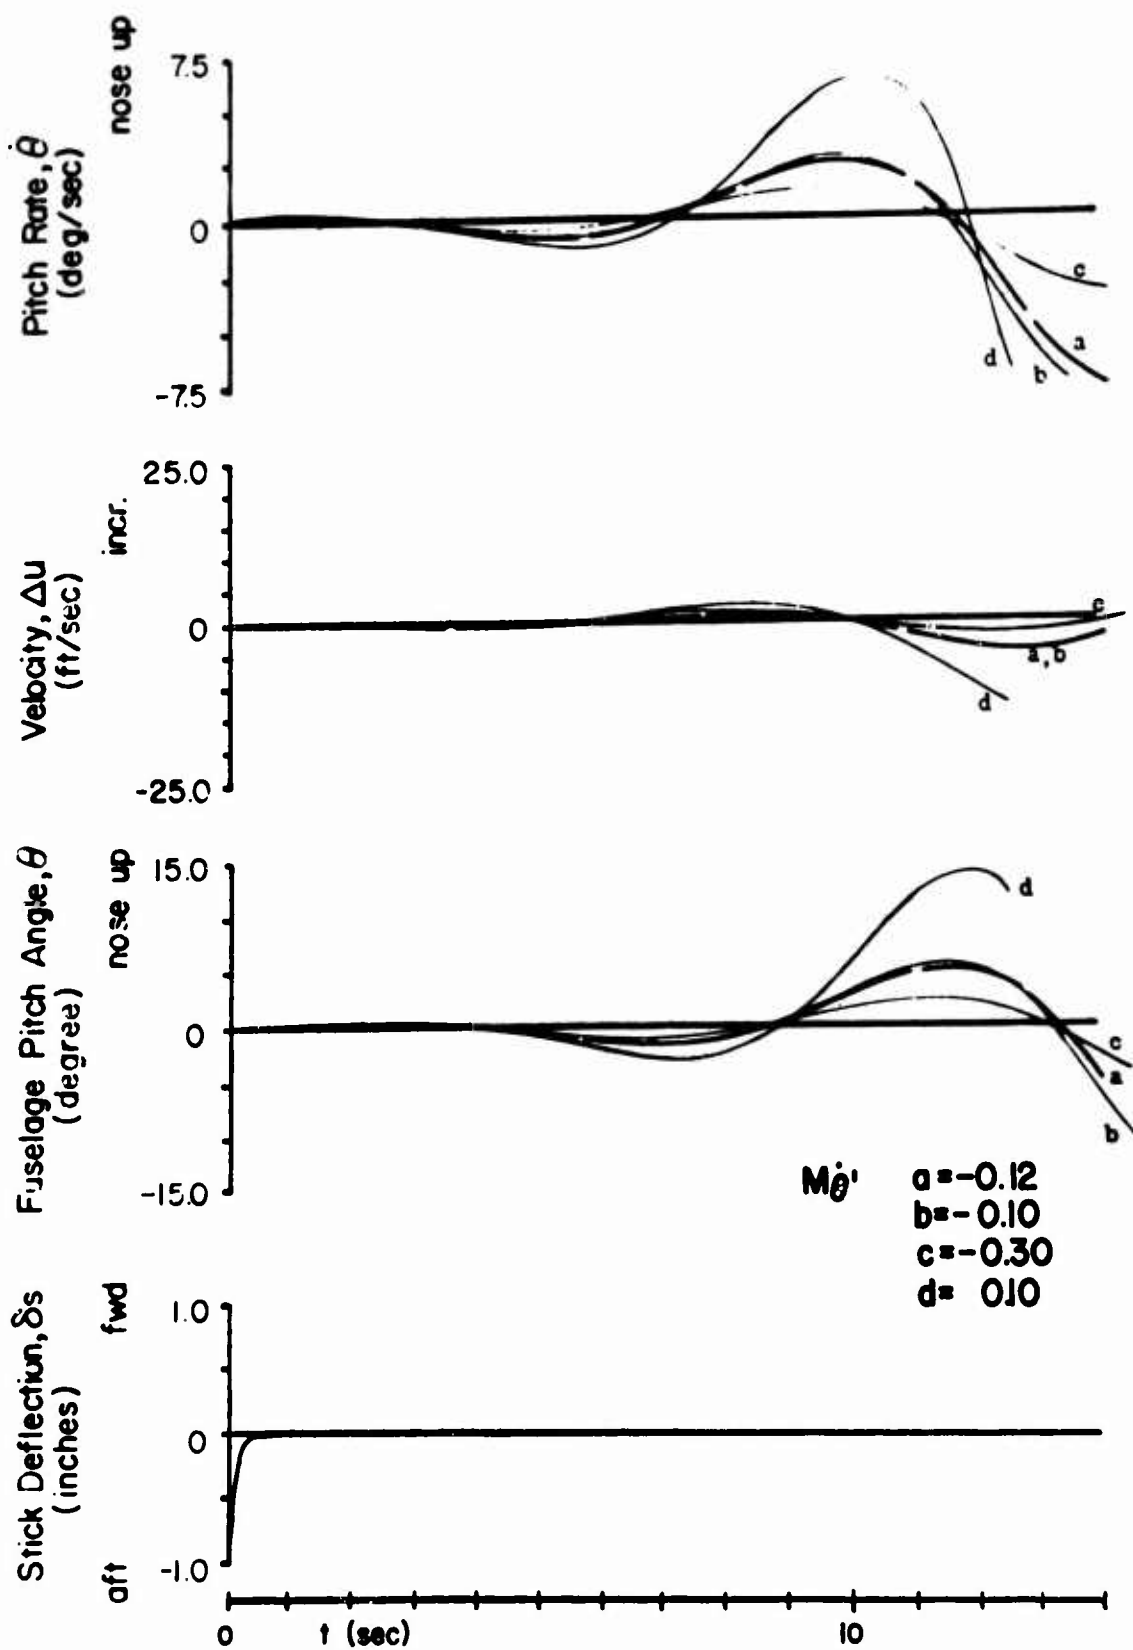 nose up
Pitch Rate, θ̇
(deg/sec)
7.5
0
-7.5
c
a
b
d
incr.
Velocity, Δu
(ft/sec)
25.0
0
-25.0
c
a,b
d
nose up
Fuselage Pitch Angle, θ
(degree)
15.0
0
-15.0
d
c
a
b
Mθ̇' a=-0.12
b=-0.10
c=-0.30
d= 0.10
fwd
Stick Deflection, δs
(inches)
aft
1.0
0
-1.0
0 t (sec) 10